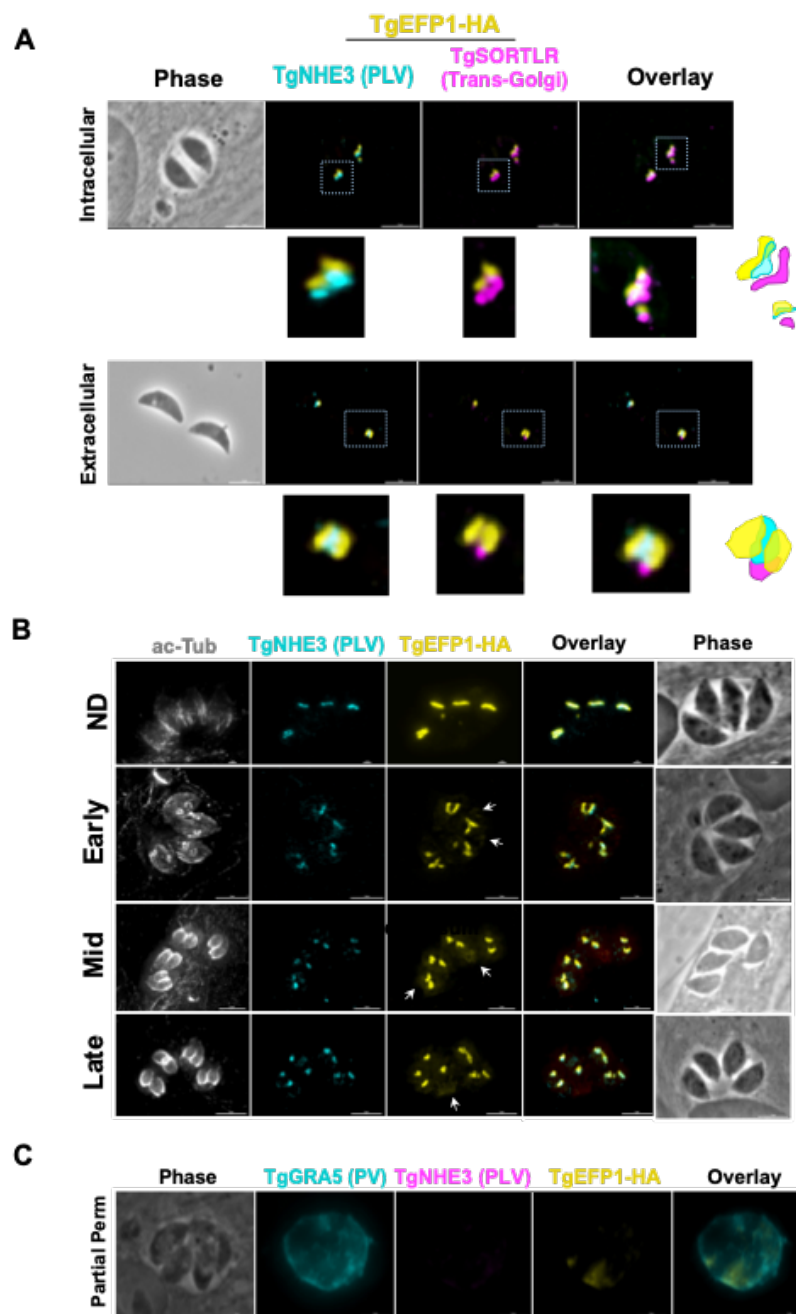 A
TgEFP1-HA
Phase
TgNHE3 (PLV)
TgSORTLR
(Trans-Golgi)
Overlay
Intracellular
Extracellular
B
ac-Tub
TgNHE3 (PLV)
TgEFP1-HA
Overlay
Phase
ND
Early
Mid
Late
C
Phase
TgGRA5 (PV)
TgNHE3 (PLV)
TgEFP1-HA
Overlay
Partial Perm